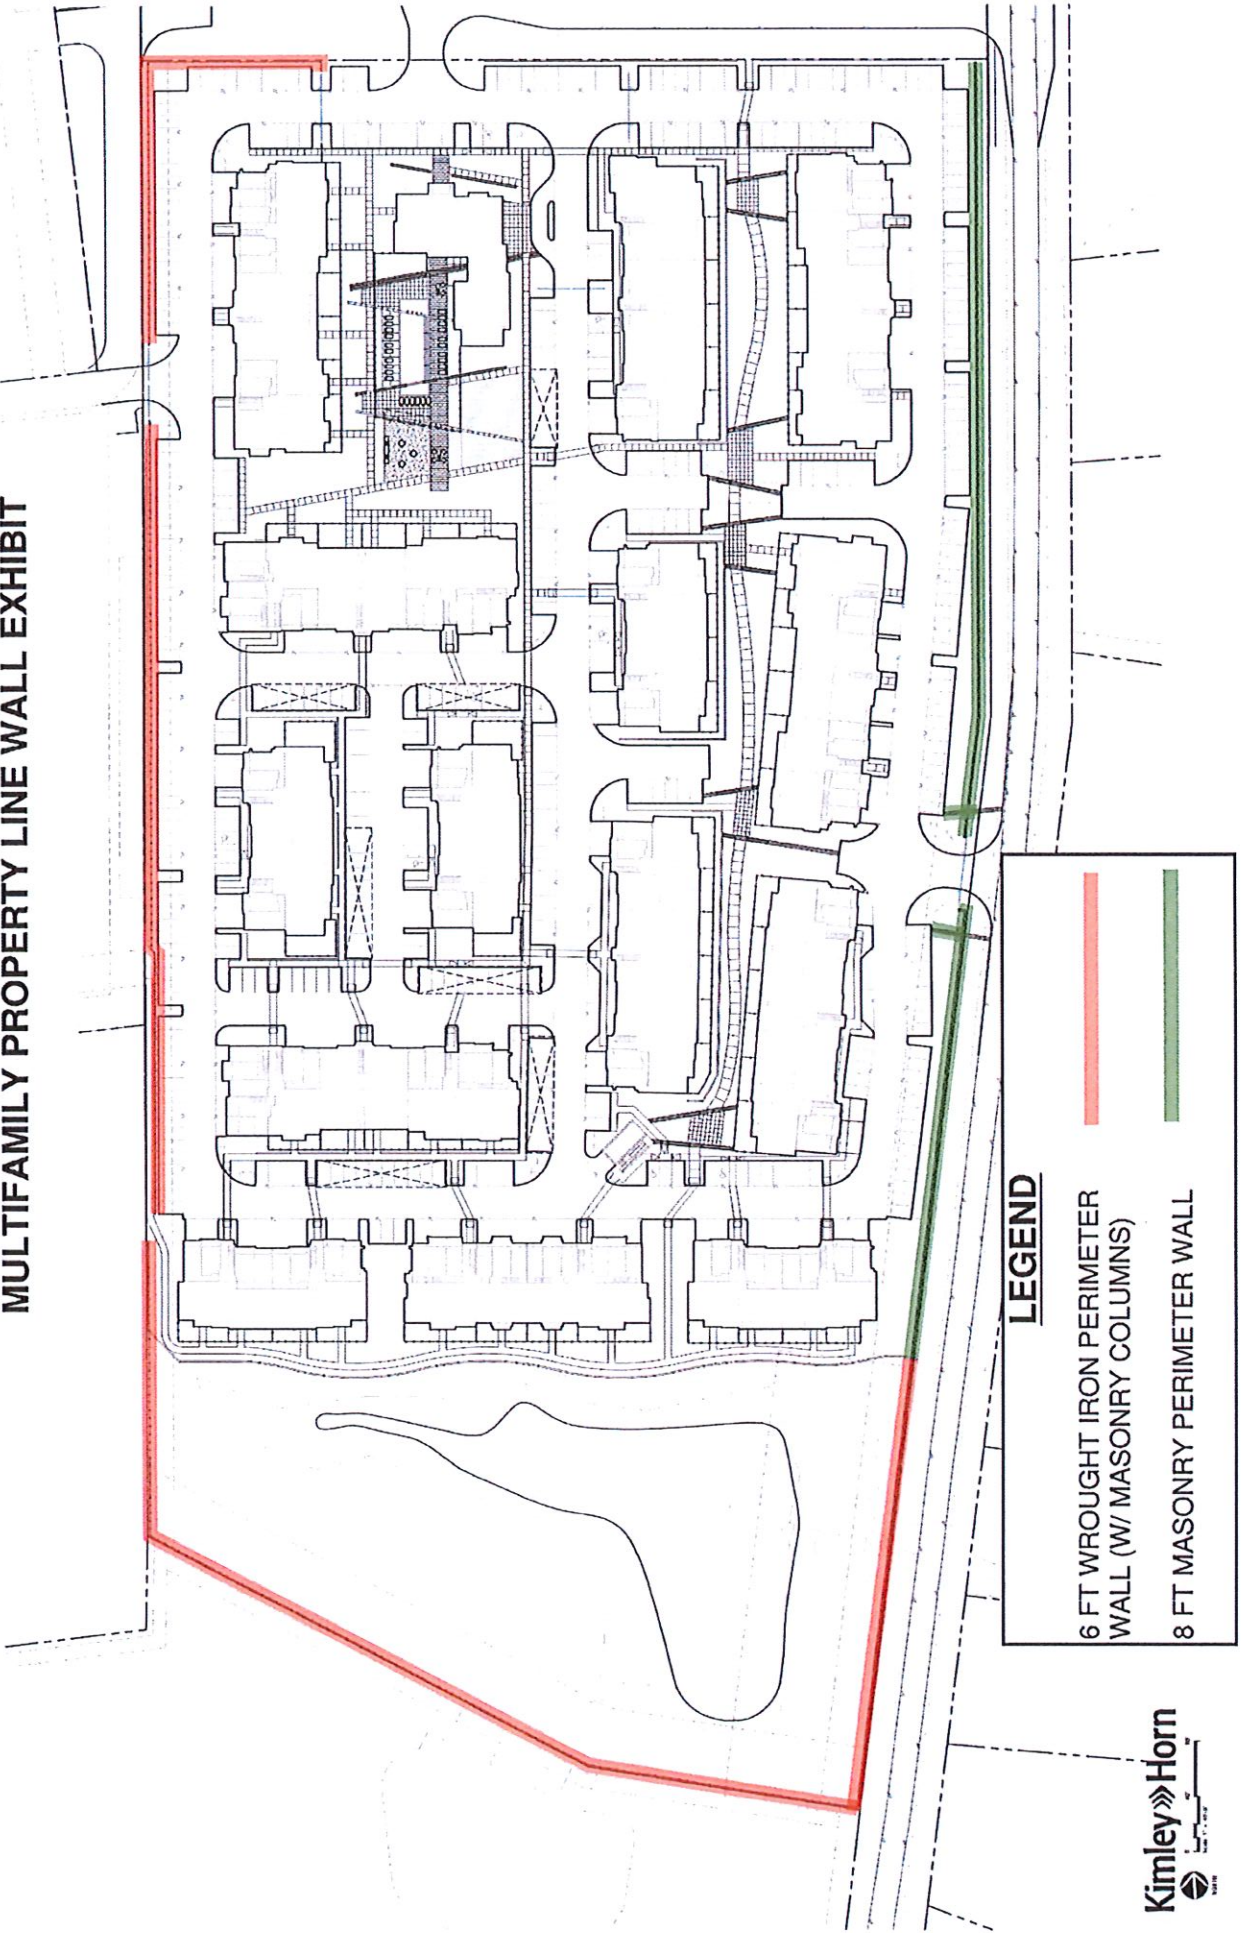 MULTIFAMILY PROPERTY LINE WALL EXHIBIT
LEGEND
6 FT WROUGHT IRON PERIMETER
WALL (W/ MASONRY COLUMNS)
8 FT MASONRY PERIMETER WALL
Kimley»Horn
NORTH